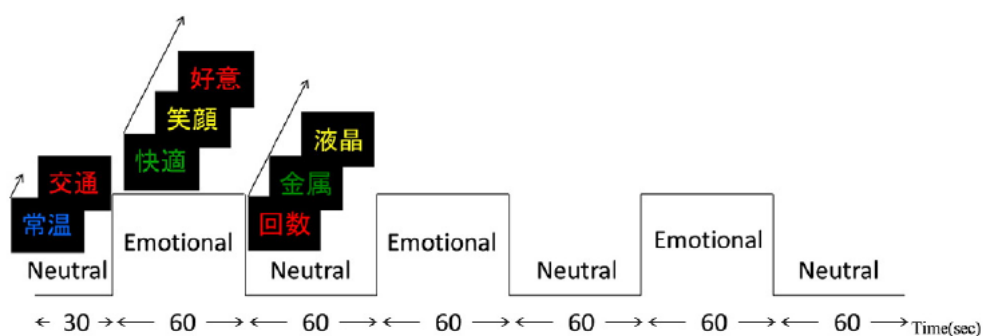 好意
笑顔
快適
液晶
金属
回数
交通
常温
Neutral
Emotional
Neutral
Emotional
Neutral
Emotional
Neutral
30
60
60
60
60
60
60
Time(sec)